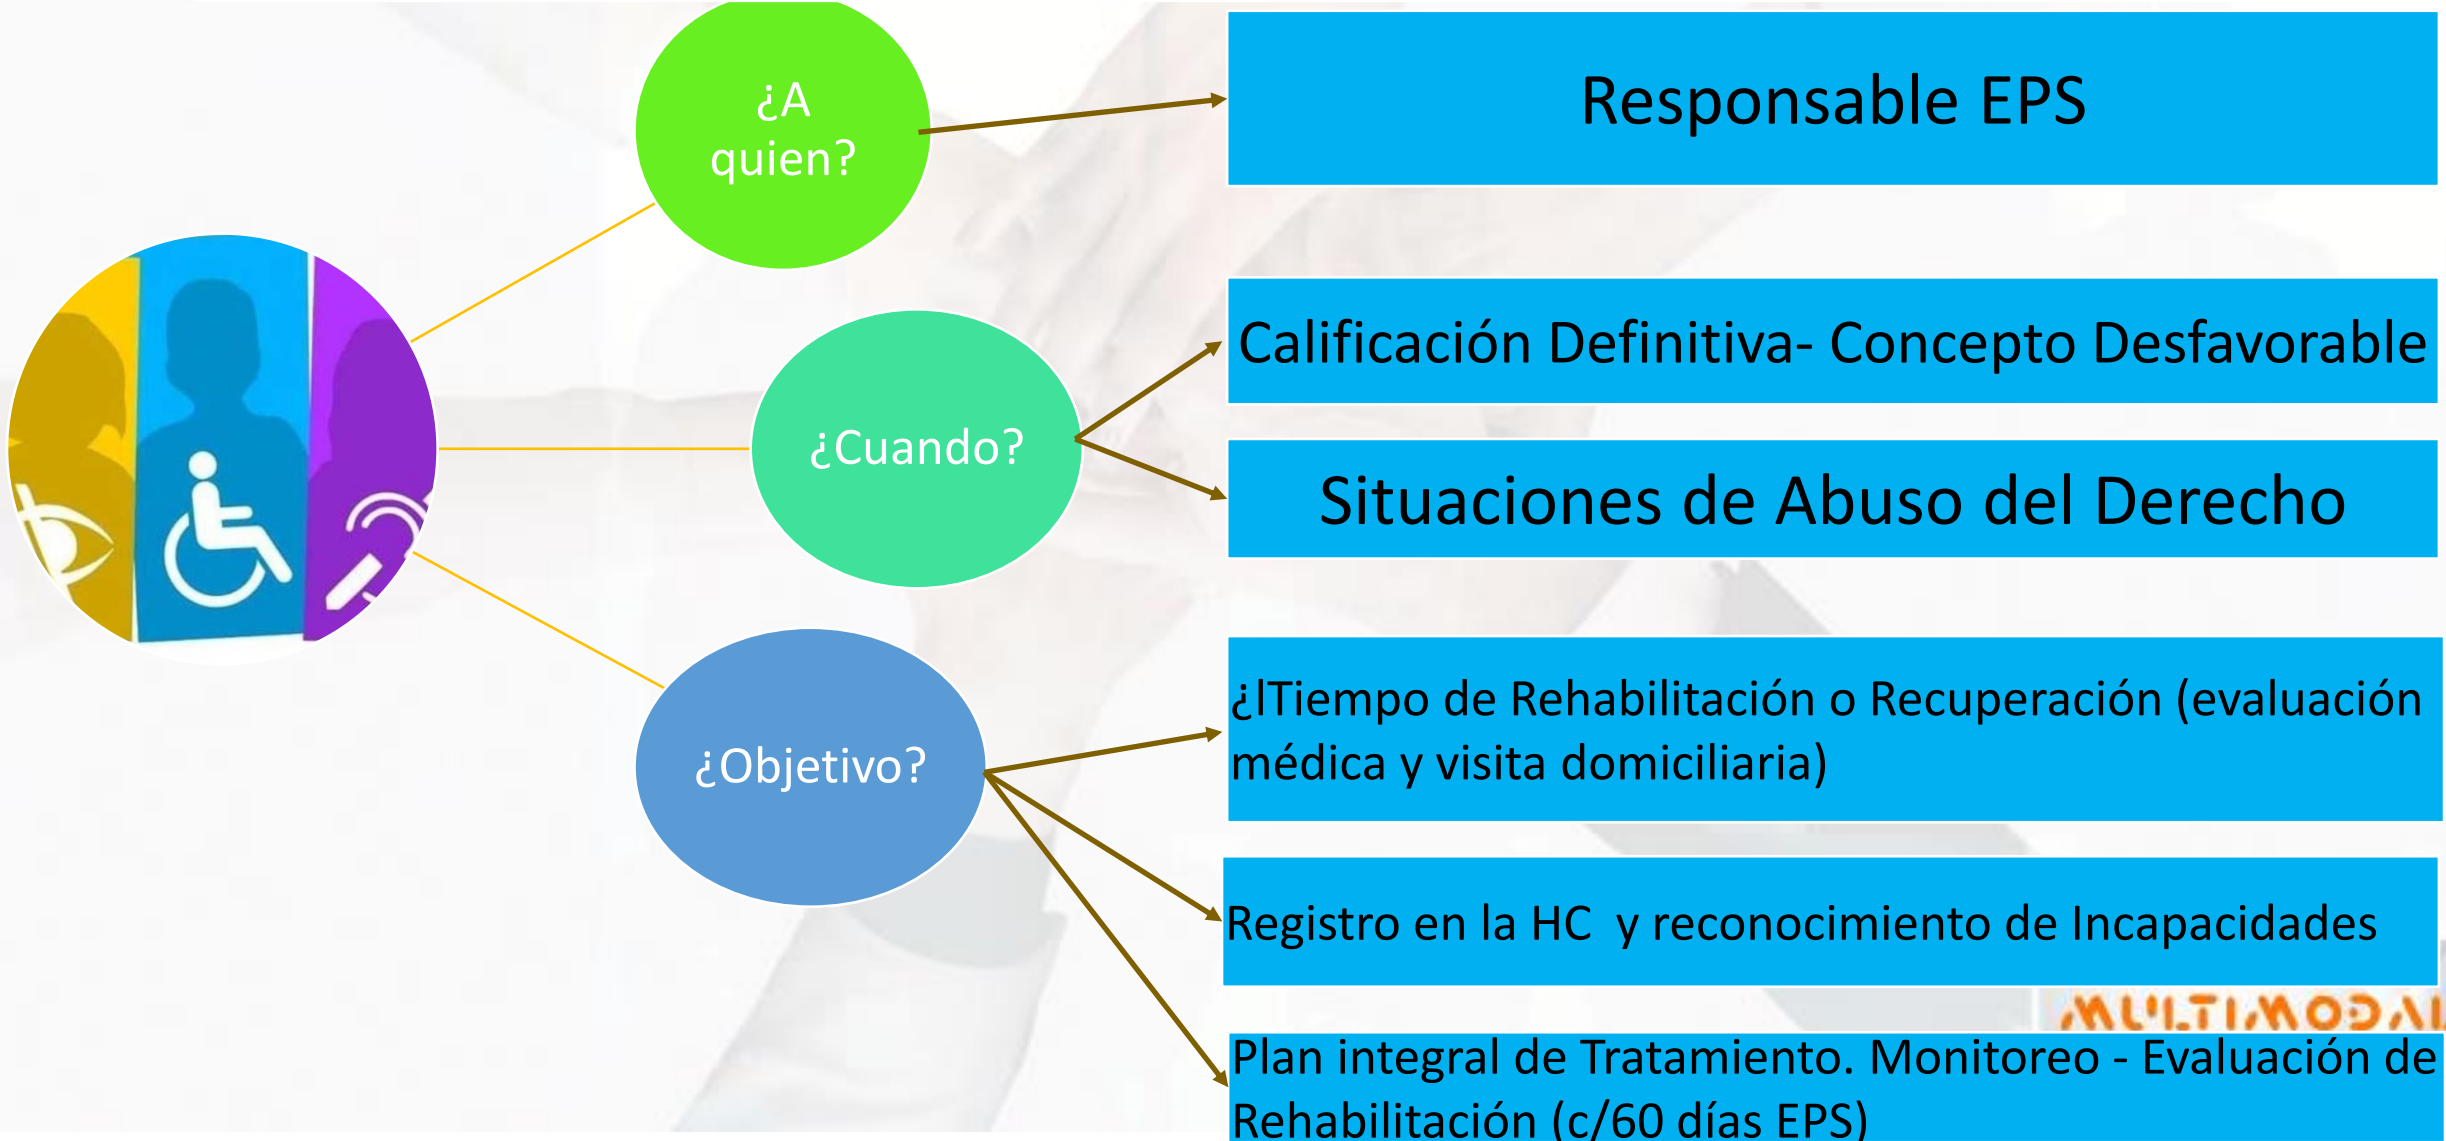 ¿A
quien?
Responsable EPS
¿Cuando?
Calificación Definitiva- Concepto Desfavorable
Situaciones de Abuso del Derecho
¿Objetivo?
¿lTiempo de Rehabilitación o Recuperación (evaluación
médica y visita domiciliaria)
Registro en la HC  y reconocimiento de Incapacidades
Plan integral de Tratamiento. Monitoreo - Evaluación de
Rehabilitación (c/60 días EPS)
MULTIMODAL